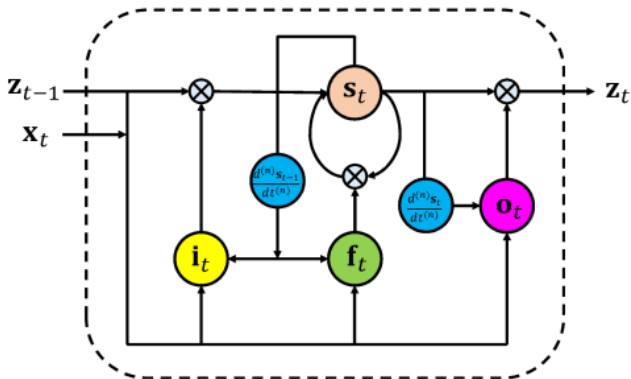 z_{t-1}
x_t
s_t
z_t
d^{(n)}s_{t-1}
dt^{(n)}
d^{(n)}s_t
dt^{(n)}
o_t
i_t
f_t